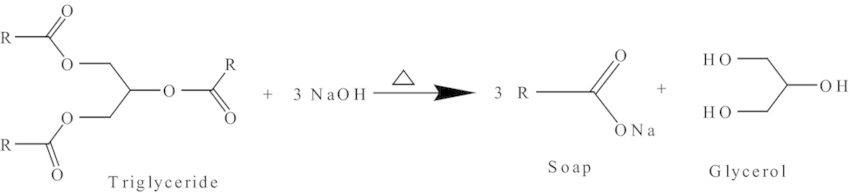 O
R
O
R
O
O
O
R
+ 3 NaOH
△
3 R
O
ONa
+
HO
OH
HO
O
Triglyceride
Soap
Glycerol